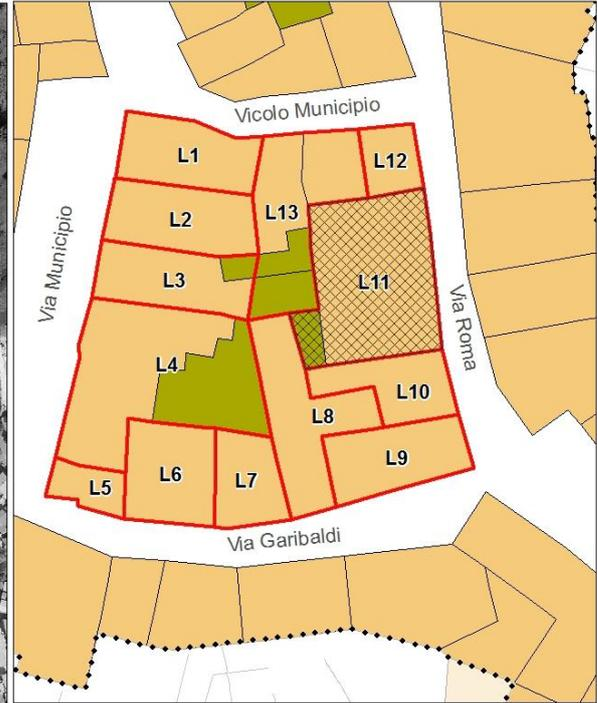 Vicolo Municipio
L1
L12
L2
L13
Via Municipio
L3
L11
Via Roma
L4
L10
L8
L9
L6
L7
L5
Via Garibaldi